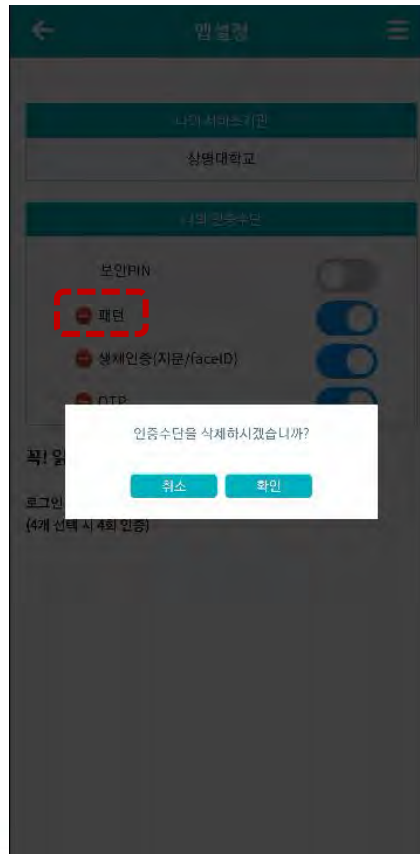 앱설정
나의 서비스기관
상명대학교
나의 인증수단
보안PIN
패턴
생체인증(지문/faceID)
OTP
인증수단을 삭제하시겠습니까?
취소 확인
꼭! 읽
로그인
(4개 선택 시 4회 인증)